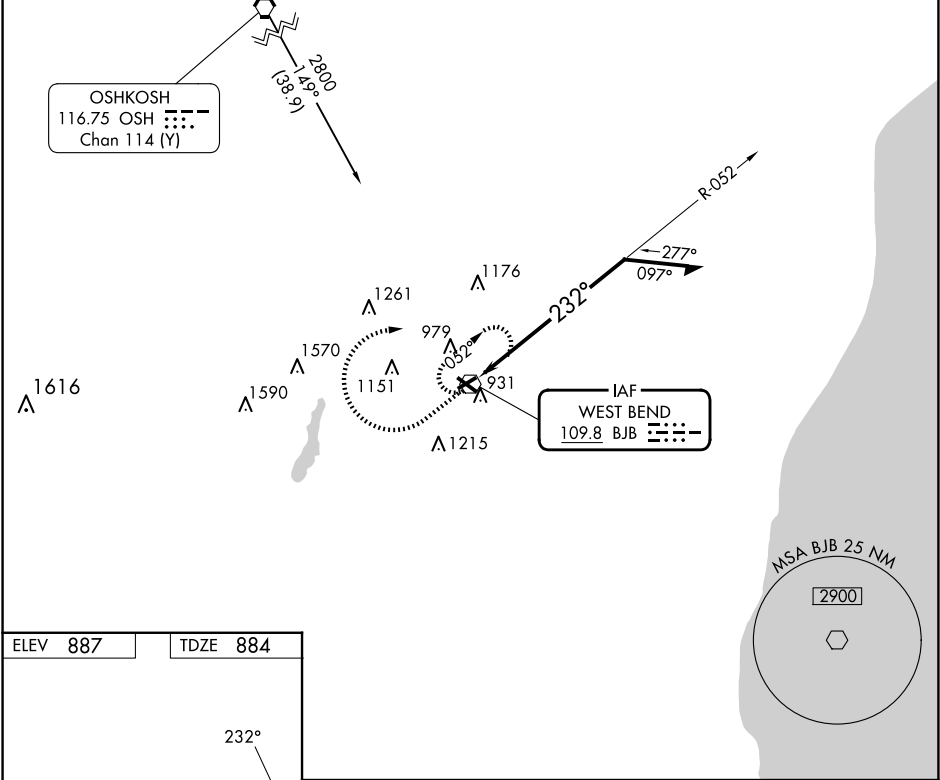 2800
149°
(38.9)
OSHKOSH
116.75 OSH
Chan 114 (Y)
R-052
277°
097°
1176
232°
1261
979
052°
1570
1151
931
1616
1590
IAF
WEST BEND
109.8 BJB
1215
MSA BJB 25 NM
2900
ELEV 887
TDZE 884
232°